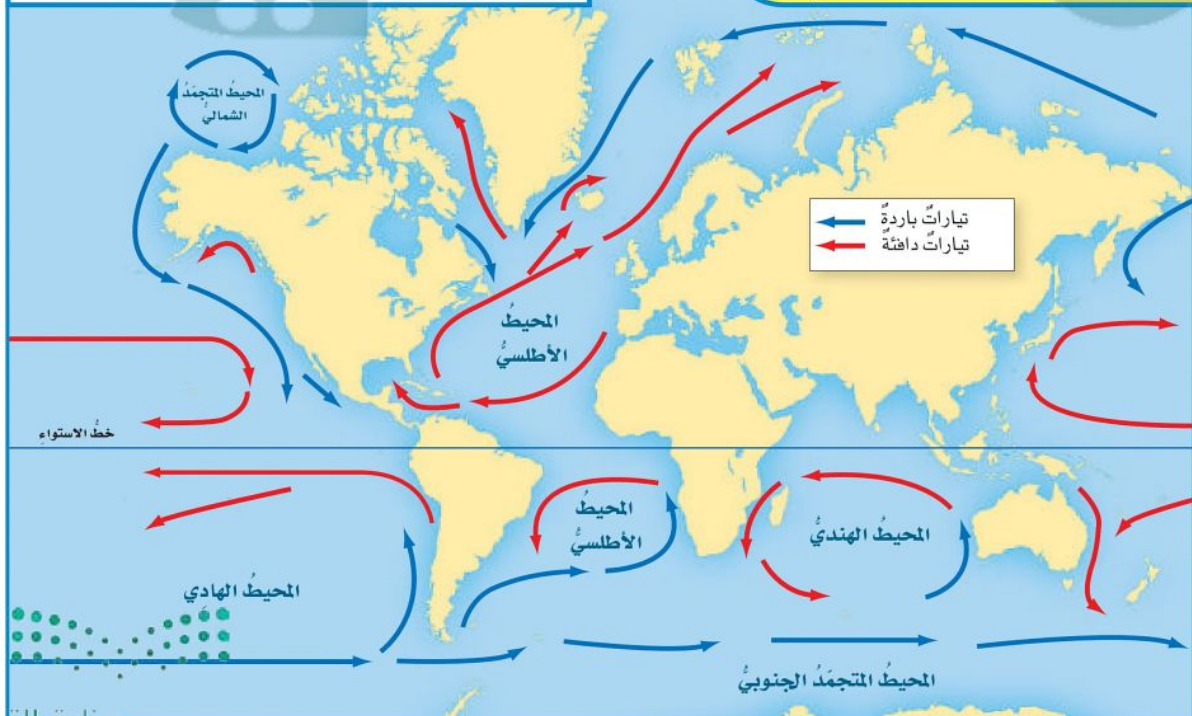 المحيطُ المتجمّدُ
الشماليُّ
تياراتٌ باردةٌ
تياراتٌ دافئةٌ
المحيطُ
الأطلسيُّ
خطُّ الاستواءِ
المحيطُ
الأطلسيُّ
المحيطُ الهنديُّ
المحيطُ الهادي
المحيطُ المتجمّدُ الجنوبيُّ